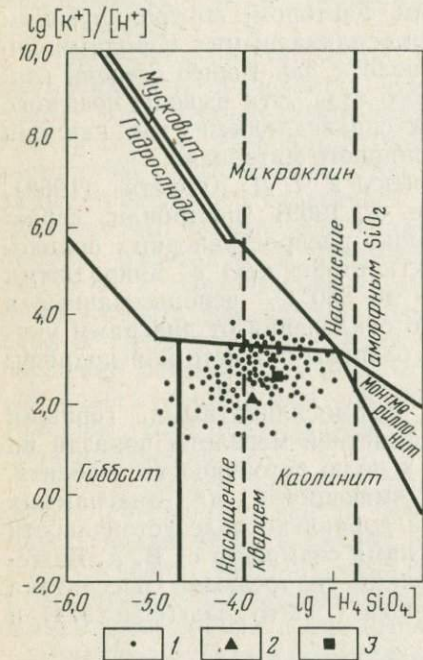 lg [K⁺]/[H⁺]
10,0
8,0
6,0
4,0
2,0
0,0
-2,0
Мусковит
Гидрослюда
Микроклин
Насыщение
аморфным SiO₂
Монтмо-
риллонит
Гиббсит
Насыщение
кварцем
Каолинит
-6,0 -5,0 -4,0 lg [H₄SiO₄]
1 2 3